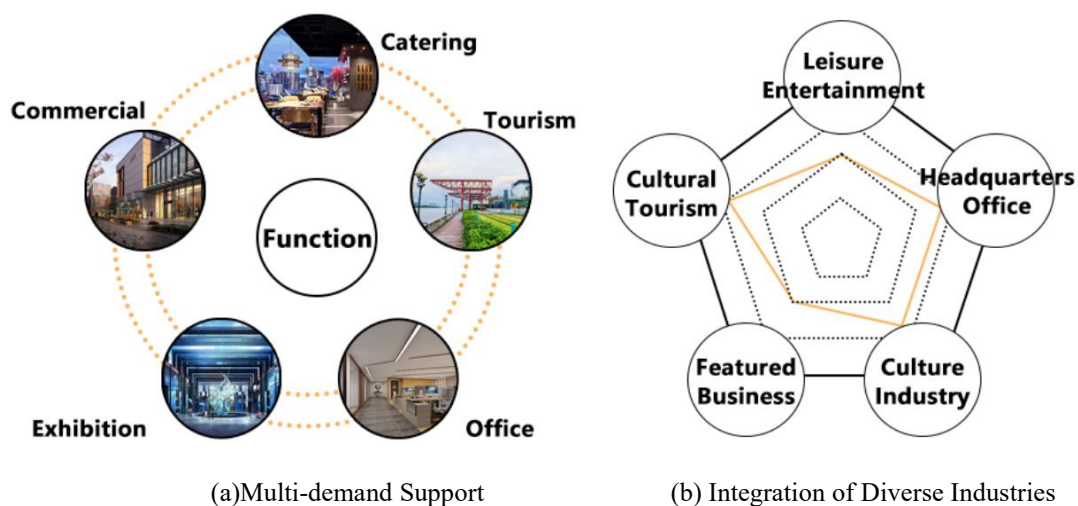 Catering
Commercial
Tourism
Function
Exhibition
Office
Leisure
Entertainment
Cultural
Tourism
Headquarters
Office
Featured
Business
Culture
Industry
(a)Multi-demand Support
(b) Integration of Diverse Industries